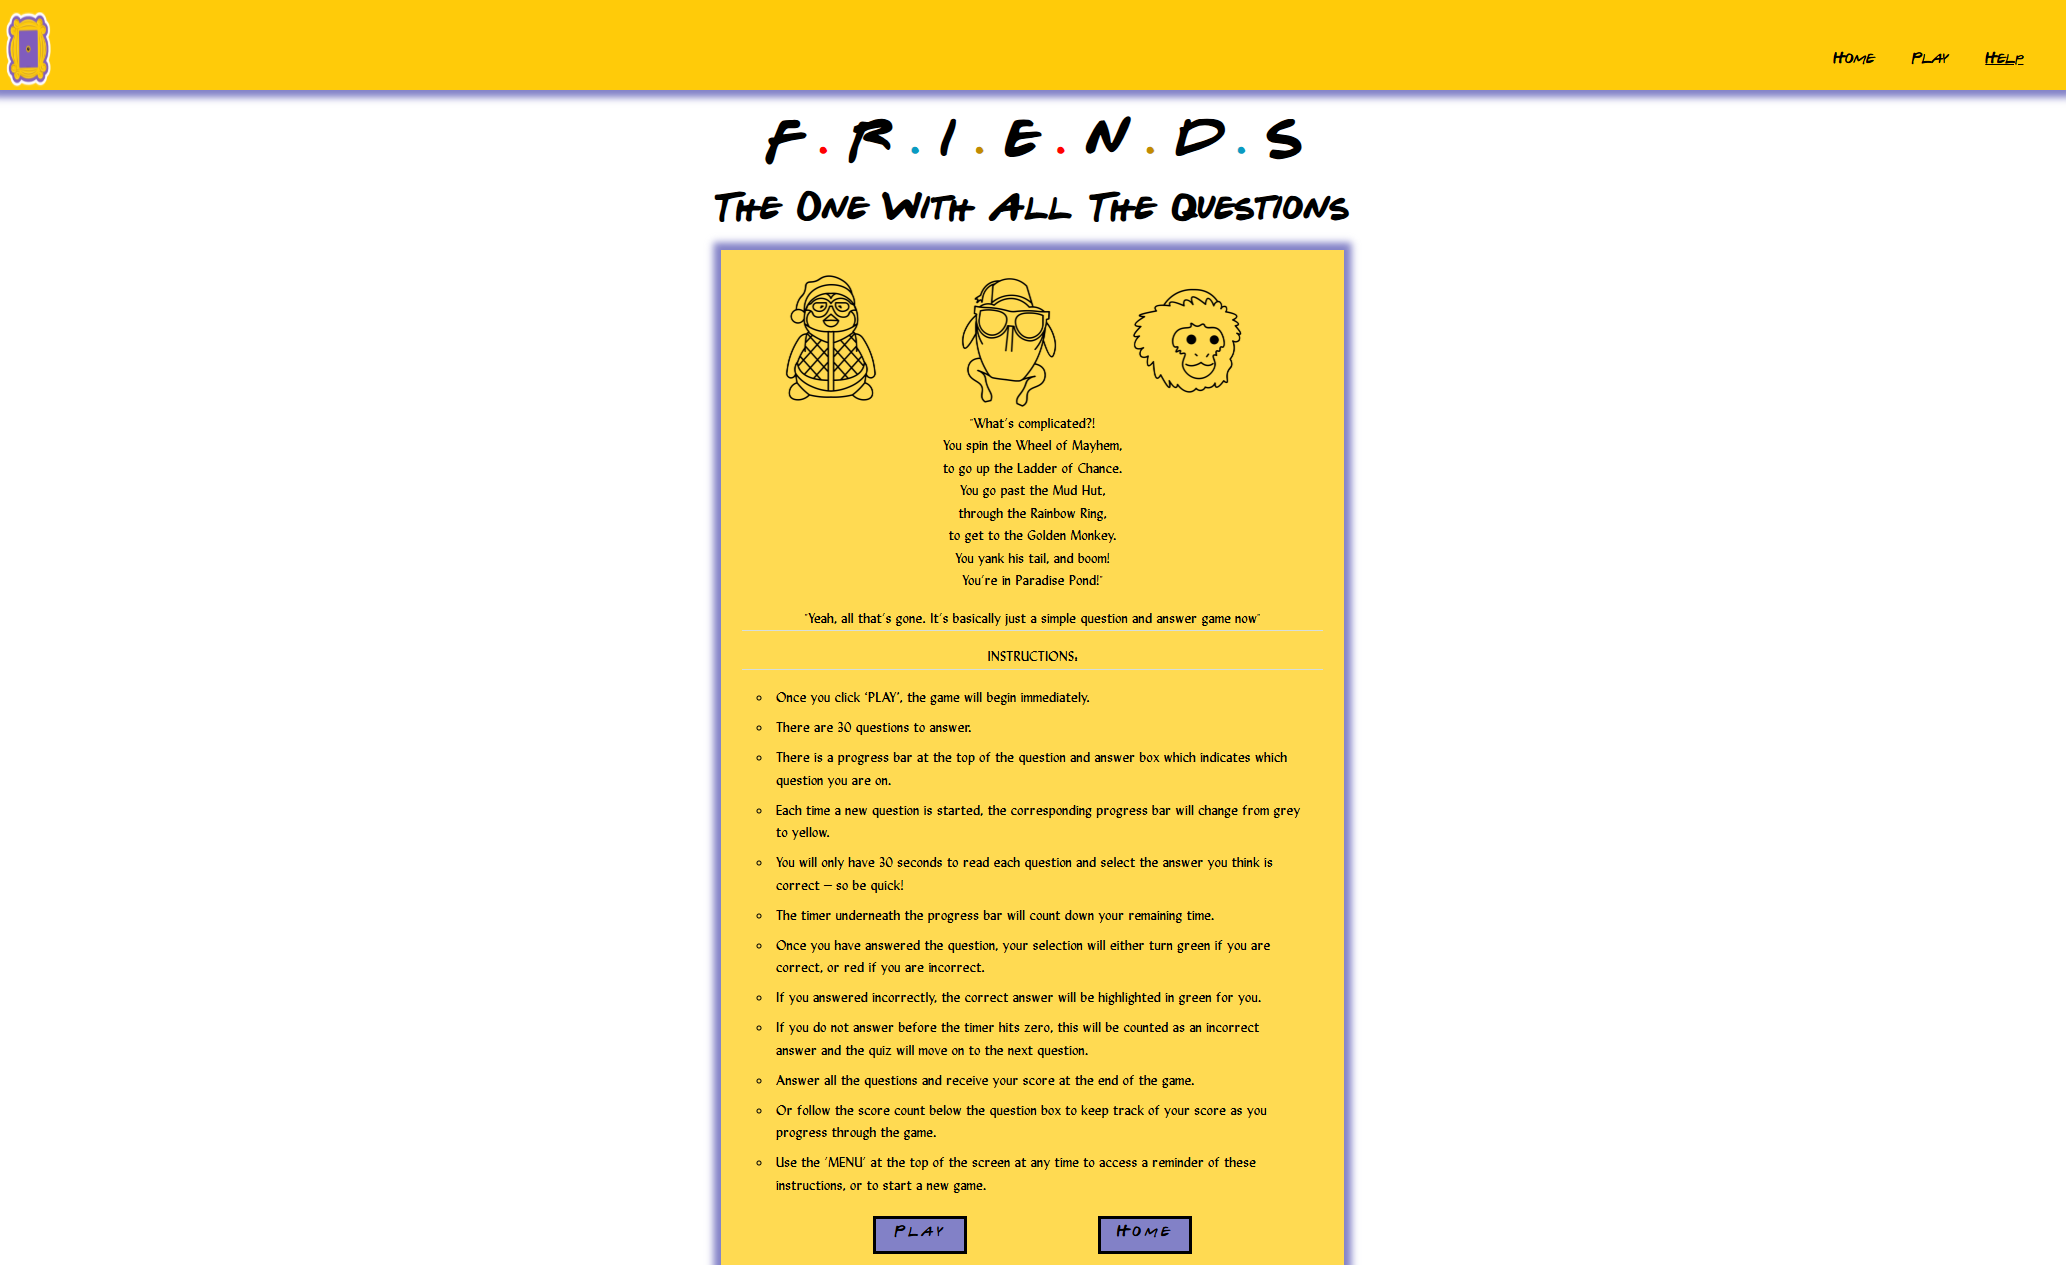 Home Play Help
F.R.I.E.N.D.S
The One With All The Questions
"What's complicated?!
You spin the Wheel of Mayhem,
to go up the Ladder of Chance.
You go past the Mud Hut,
through the Rainbow Ring,
to get to the Golden Monkey.
You yank his tail, and boom!
You're in Paradise Pond!"
"Yeah, all that's gone. It's basically just a simple question and answer game now"
INSTRUCTIONS:
Once you click 'PLAY', the game will begin immediately.
There are 30 questions to answer.
There is a progress bar at the top of the question and answer box which indicates which
question you are on.
Each time a new question is started, the corresponding progress bar will change from grey
to yellow.
You will only have 30 seconds to read each question and select the answer you think is
correct – so be quick!
The timer underneath the progress bar will count down your remaining time.
Once you have answered the question, your selection will either turn green if you are
correct, or red if you are incorrect.
If you answered incorrectly, the correct answer will be highlighted in green for you.
If you do not answer before the timer hits zero, this will be counted as an incorrect
answer and the quiz will move on to the next question.
Answer all the questions and receive your score at the end of the game.
Or follow the score count below the question box to keep track of your score as you
progress through the game.
Use the 'MENU' at the top of the screen at any time to access a reminder of these
instructions, or to start a new game.
Play Home